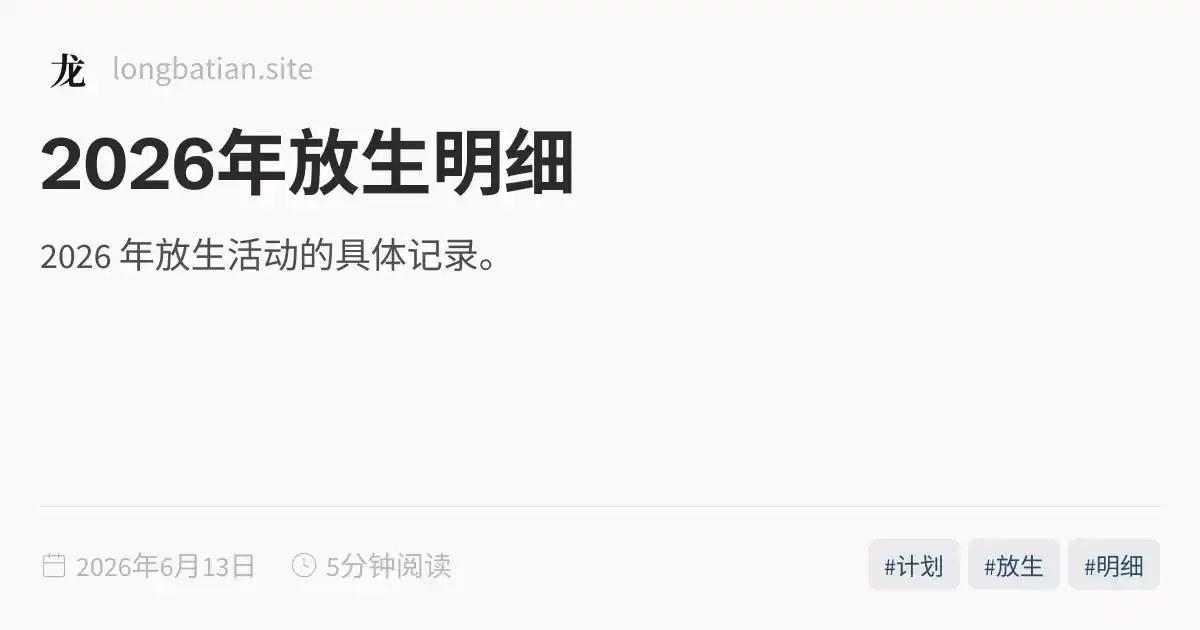 龙 longbatian.site
2026年放生明细
2026 年放生活动的具体记录。
2026年6月13日 5分钟阅读 #计划 #放生 #明细